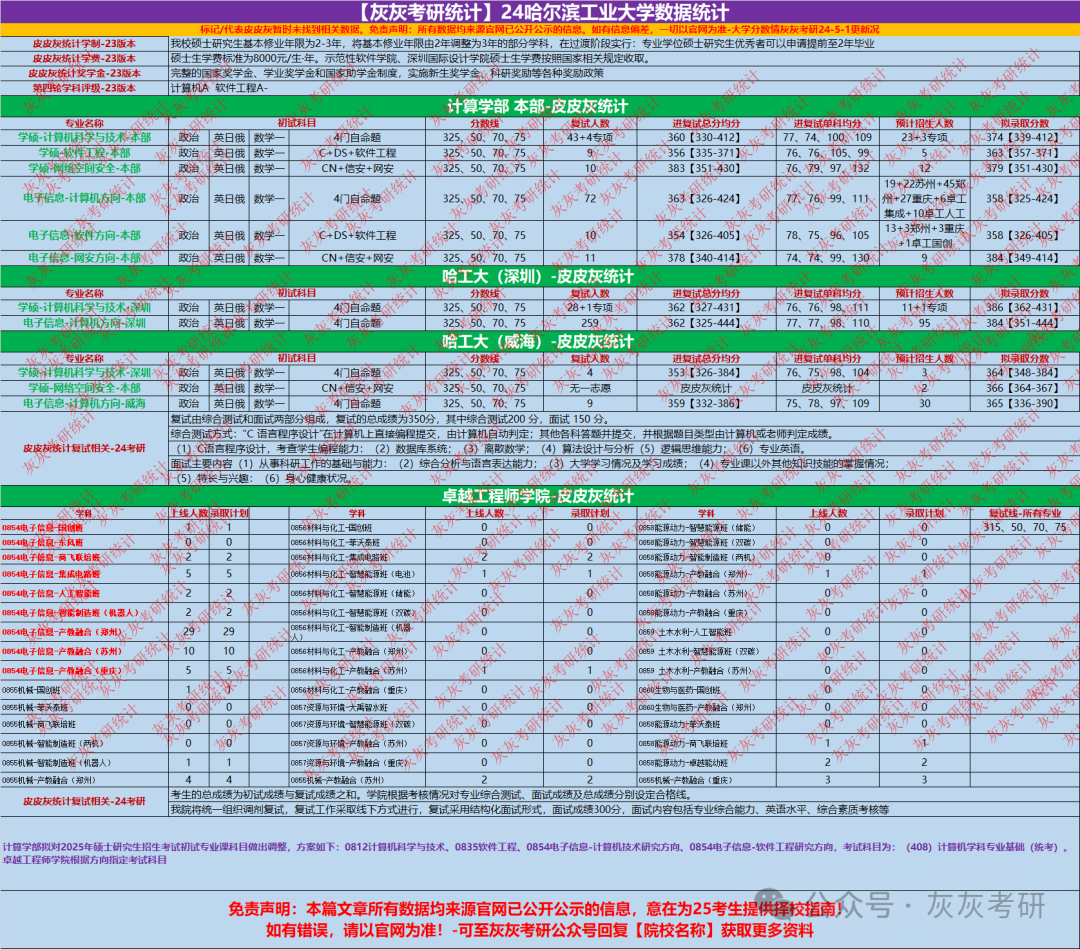 【灰灰考研统计】24哈尔滨工业大学数据统计
标记/代表皮皮灰暂时未找到相关数据。免责声明：所有数据均来源官网已公开公示的信息。如有信息偏差，一切以官网为准-大学分数情灰灰考研24-5-1更新况
皮皮灰统计学制-23版本 我校硕士研究生基本修业年限为2-3年，将基本修业年限由2年调整为3年的部分学科，在过渡阶段实行：专业学位硕士研究生优秀者可以申请提前至2年毕业
皮皮灰统计学费-23版本 硕士生学费标准为8000元/生·年。示范性软件学院、深圳国际设计学院硕士生学费按照国家相关规定收取。
皮皮灰统计奖学金-23版本 完整的国家奖学金、学业奖学金和国家助学金制度，实施新生奖学金、科研奖励等各种奖励政策
第四轮学科评级-23版本 计算机A 软件工程A-
计算学部 本部-皮皮灰统计
专业名称 初试科目 分数线 复试人数 进复试总分均分 进复试单科均分 预计招生人数 拟录取分数
学硕-计算机科学与技术-本部 政治 英日俄 数学一 4门自命题 325、50、70、75 43+4专项 360【330-412】 77、74、100、109 23+3专项 374【339-412】
学硕-软件工程-本部 政治 英日俄 数学一 C+DS+软件工程 325、50、70、75 9 356【335-371】 76、76、105、99 5 363【357-371】
学硕-网络空间安全-本部 政治 英日俄 数学一 CN+信安+网安 325、50、70、75 10 383【351-430】 76、79、97、132 12 379【351-430】
电子信息-计算机方向-本部 政治 英日俄 数学一 4门自命题 325、50、70、75 72 363【326-424】 77、76、99、111 19+22苏州+45郑州+27重庆+6卓工集成+10卓工人工 358【325-424】
电子信息-软件方向-本部 政治 英日俄 数学一 C+DS+软件工程 325、50、70、75 10 354【326-405】 78、75、96、105 13+3郑州+3重庆+1卓工国创 358【326-405】
电子信息-网安方向-本部 政治 英日俄 数学一 CN+信安+网安 325、50、70、75 11 378【340-414】 74、74、99、130 9 384【349-414】
哈工大（深圳）-皮皮灰统计
专业名称 初试科目 分数线 复试人数 进复试总分均分 进复试单科均分 预计招生人数 拟录取分数
学硕-计算机科学与技术-深圳 政治 英日俄 数学一 4门自命题 325、50、70、75 28+1专项 362【327-431】 76、76、98、111 11+1专项 386【362-431】
电子信息-计算机方向-深圳 政治 英日俄 数学一 4门自命题 325、50、70、75 259 362【325-444】 77、77、98、110 95 384【351-444】
哈工大（威海）-皮皮灰统计
专业名称 初试科目 分数线 复试人数 进复试总分均分 进复试单科均分 预计招生人数 拟录取分数
学硕-计算机科学与技术-深圳 政治 英日俄 数学一 4门自命题 325、50、70、75 4 353【326-384】 76、75、98、104 3 364【348-384】
学硕-网络空间安全-本部 政治 英日俄 数学一 CN+信安+网安 325、50、70、75 无一志愿 皮皮灰统计 皮皮灰统计 2 366【364-367】
电子信息-计算机方向-威海 政治 英日俄 数学一 4门自命题 325、50、70、75 9 359【332-386】 75、78、97、109 30 365【336-390】
皮皮灰统计复试相关-24考研
复试由综合测试和面试两部分组成，复试的总成绩为350分，其中综合测试200 分，面试 150 分。
综合测试方式：“C 语言程序设计”在计算机上直接编程提交，由计算机自动判定；其他各科答题并提交，并根据题目类型由计算机或老师判定成绩。
（1）C语言程序设计，考查学生编程能力；（2）数据库系统；（3）离散数学；（4）算法设计与分析（5）逻辑思维能力；（6）专业英语。
面试主要内容（1）从事科研工作的基础与能力；（2）综合分析与语言表达能力；（3）大学学习情况及学习成绩；（4）专业课以外其他知识技能的掌握情况；
（5）特长与兴趣；（6）身心健康状况。
卓越工程师学院-皮皮灰统计
学科 上线人数 录取计划 学科 上线人数 录取计划 学科 上线人数 录取计划 复试线-所有专业
0854电子信息-国创班 1 1 0856材料与化工-国创班 0 0 0858能源动力-智慧能源班（储能） 0 0 315、50、70、75
0854电子信息-东风班 0 0 0856材料与化工-莘沃泰班 0 0 0858能源动力-智慧能源班（双碳） 0 0
0854电子信息-商飞联培班 2 2 0856材料与化工-集成电路班 2 2 0858能源动力-智能制造班（两机） 0 0
0854电子信息-集成电路班 5 5 0856材料与化工-智慧能源班（电池） 1 1 0858能源动力-产教融合（郑州） 1 1
0854电子信息-人工智能班 2 2 0856材料与化工-智慧能源班（储能） 0 0 0858能源动力-产教融合（苏州） 0 0
0854电子信息-智能制造班（机器人） 2 2 0856材料与化工-智慧能源班（双碳） 0 0 0858能源动力-产教融合（重庆） 0 0
0854电子信息-产教融合（郑州） 29 29 0856材料与化工-智能制造班（机器人） 0 0 0859 土木水利-人工智能班 0 0
0854电子信息-产教融合（苏州） 10 10 0856材料与化工-产教融合（郑州） 0 0 0859 土木水利-智慧能源班（双碳） 0 0
0854电子信息-产教融合（重庆） 5 5 0856材料与化工-产教融合（苏州） 1 1 0859 土木水利-产教融合（苏州） 0 0
0855机械-国创班 1 1 0856材料与化工-产教融合（重庆） 0 0 0860生物与医药-国创班 0 0
0855机械-莘沃泰班 0 0 0857资源与环境-大禹智水班 0 0 0860生物与医药-产教融合（郑州） 0 0
0855机械-商飞联培班 0 0 0857资源与环境-智慧能源班（双碳） 0 0 0858能源动力-莘沃泰班 0 0
0855机械-智能制造班（两机） 0 0 0857资源与环境-产教融合（苏州） 0 0 0858能源动力-商飞联培班 1 1
0855机械-智能制造班（机器人） 1 1 0857资源与环境-产教融合（重庆） 0 0 0858能源动力-卓越能动班 2 2
0855机械-产教融合（郑州） 4 4 0855机械-产教融合（苏州） 2 2 0855机械-产教融合（重庆） 3 3
皮皮灰统计复试相关-24考研
考生的总成绩为初试成绩与复试成绩之和。学院根据考核情况对专业综合测试、面试成绩及总成绩分别设定合格线。
我院将统一组织调剂复试，复试工作采取线下方式进行，复试采用结构化面试形式，面试成绩300分，面试内容包括专业综合能力、英语水平、综合素质考核等
计算学部拟对2025年硕士研究生招生考试初试专业课科目做出调整，方案如下：0812计算机科学与技术、0835软件工程、0854电子信息-计算机技术研究方向、0854电子信息-软件工程研究方向，考试科目为：（408）计算机学科专业基础（统考）。
卓越工程师学院根据方向指定考试科目
免责声明：本篇文章所有数据均来源官网已公开公示的信息，意在为25考生提供择校指南！
如有错误，请以官网为准！-可至灰灰考研公众号回复【院校名称】获取更多资料
公众号 · 灰灰考研